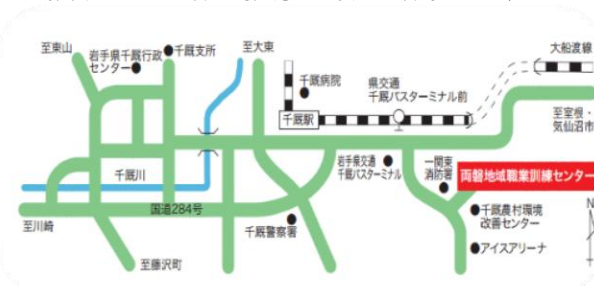 至東山
岩手県千厩行政
センター
千厩支所
至大東
千厩病院
県交通
千厩バスターミナル前
大船渡線
千厩駅
至室根・
気仙沼市
岩手県交通
千厩バスターミナル
一関東
消防署
両磐地域職業訓練センター
千厩川
国道284号
至川崎
千厩警察署
千厩農村環境
改善センター
アイスアリーナ
至藤沢町
N